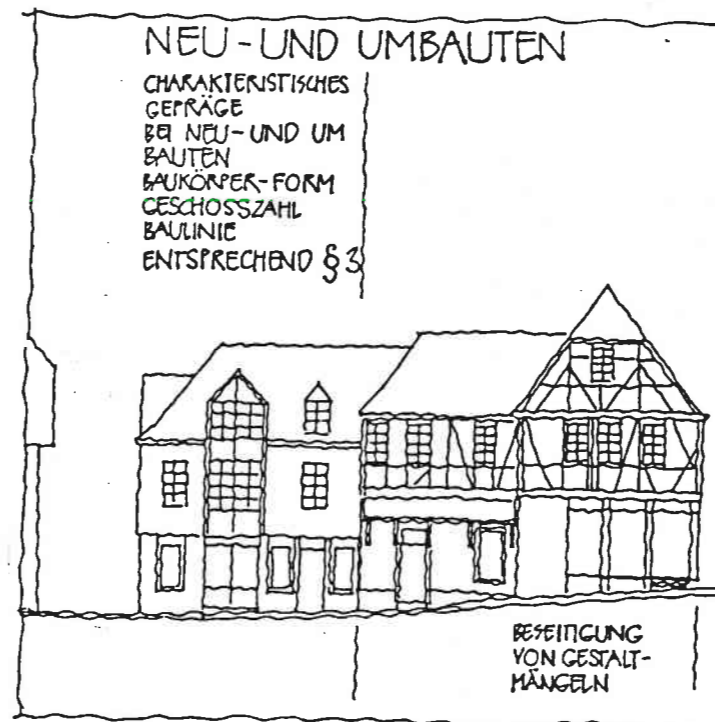 NEU-UND UMBAUTEN
CHARAKTERISTISCHES
GEPRÄGE
BEI NEU-UND UM
BAUTEN
BAUKÖRPER-FORM
GESCHOSSZAHL
BAULINIE
ENTSPRECHEND § 3
BESEITIGUNG
VON GESTALT-
MÄNGELN